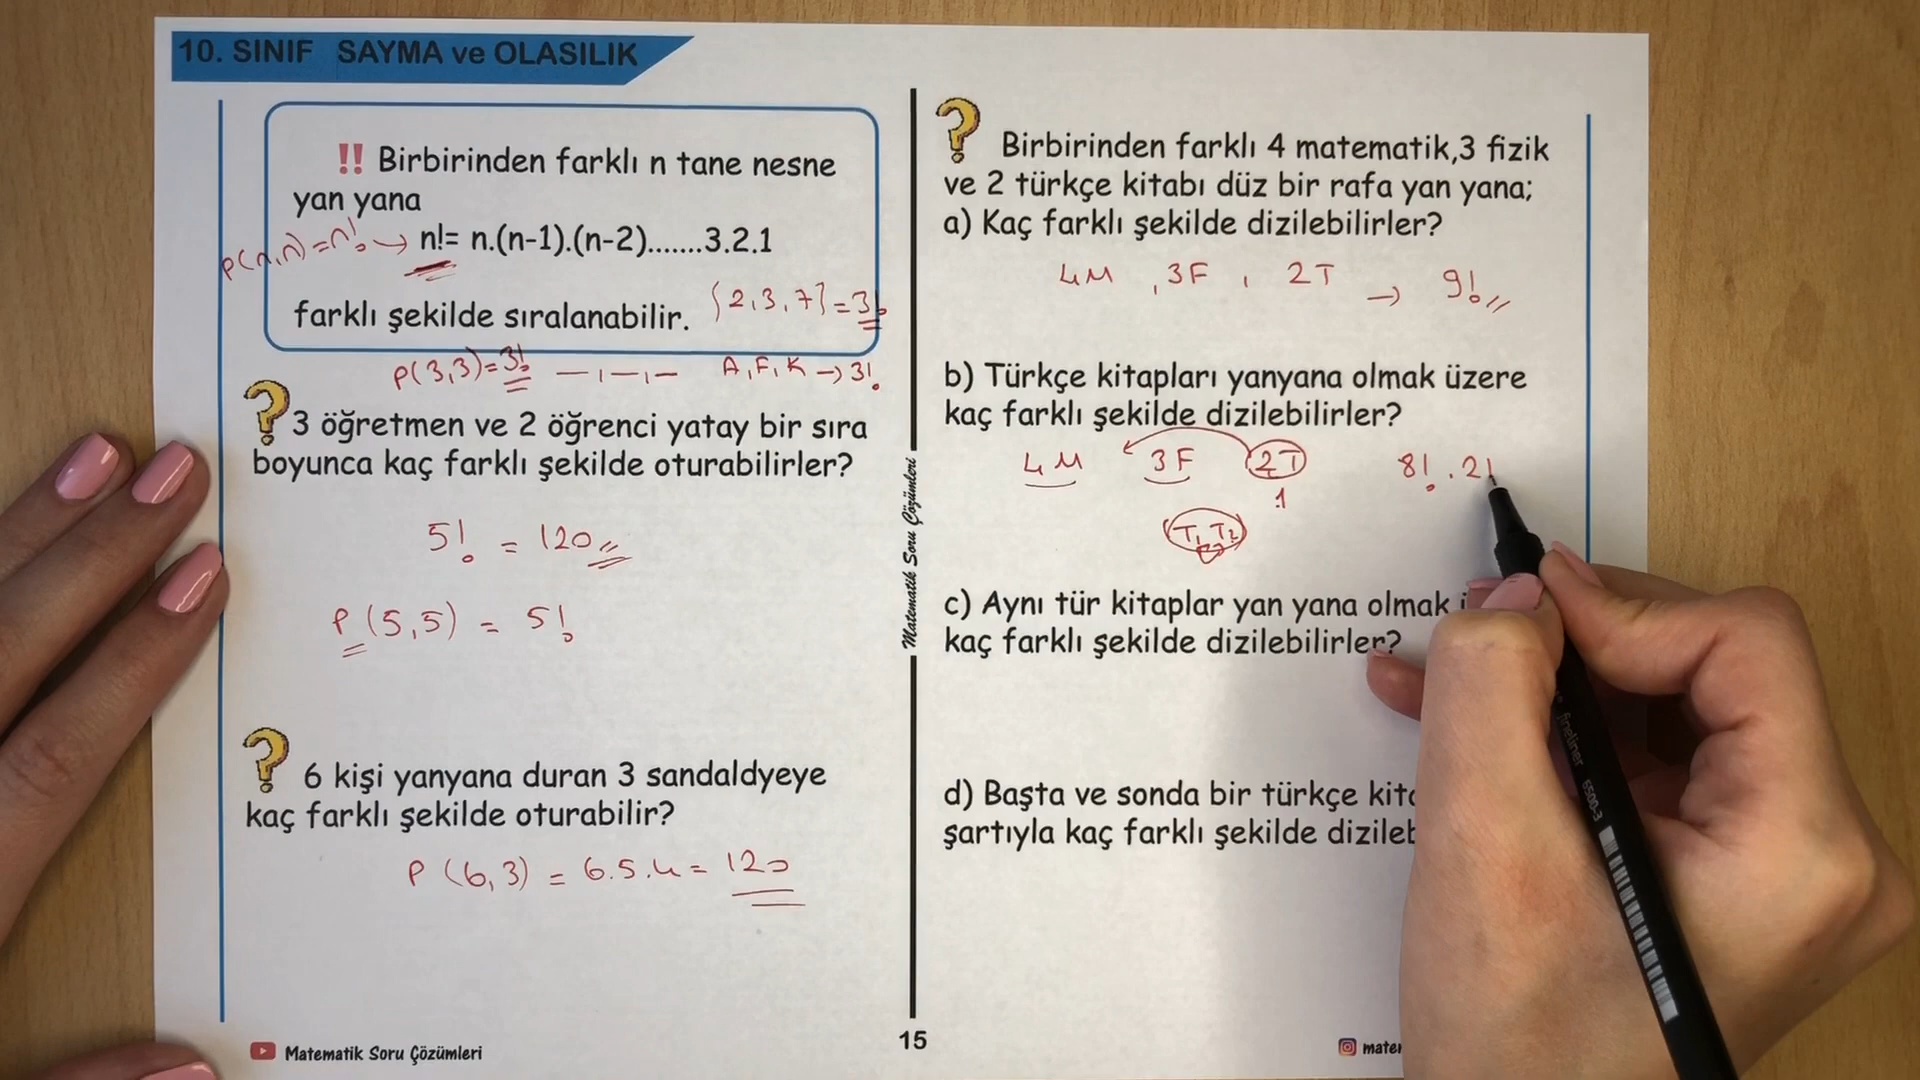 10. SINIF SAYMA ve OLASILIK
!! Birbirinden farklı n tane nesne
yan yana
P(n,n)=n! → n!= n.(n-1).(n-2).......3.2.1
farklı şekilde sıralanabilir. {2,3,7}=3!
P(3,3)=3! —,—,— A,F,K→3!
? 3 öğretmen ve 2 öğrenci yatay bir sıra
boyunca kaç farklı şekilde oturabilirler?
5! = 120
P(5,5) = 5!
? 6 kişi yanyana duran 3 sandaldyeye
kaç farklı şekilde oturabilir?
P(6,3) = 6.5.4 = 120
Matematik Soru Çözümleri
Matematik Soru Çözümleri
15
? Birbirinden farklı 4 matematik,3 fizik
ve 2 türkçe kitabı düz bir rafa yan yana;
a) Kaç farklı şekilde dizilebilirler?
4M , 3F , 2T → 9!
b) Türkçe kitapları yanyana olmak üzere
kaç farklı şekilde dizilebilirler?
4M 3F 2T 8!.2!
1
T1 T2
c) Aynı tür kitaplar yan yana olmak
kaç farklı şekilde dizilebilirler?
d) Başta ve sonda bir türkçe
şartıyla kaç farklı şekilde
fineliner 6500-3